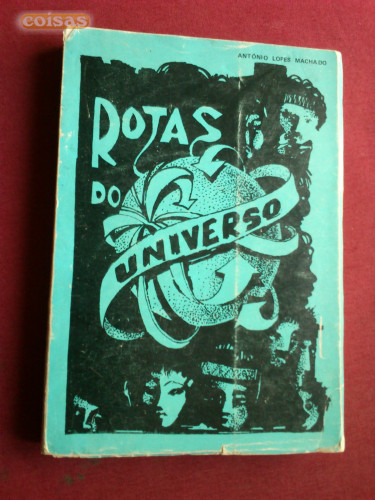 coisas
ANTÓNIO LOPES MACHADO
ROTAS
DO
UNIVERSO